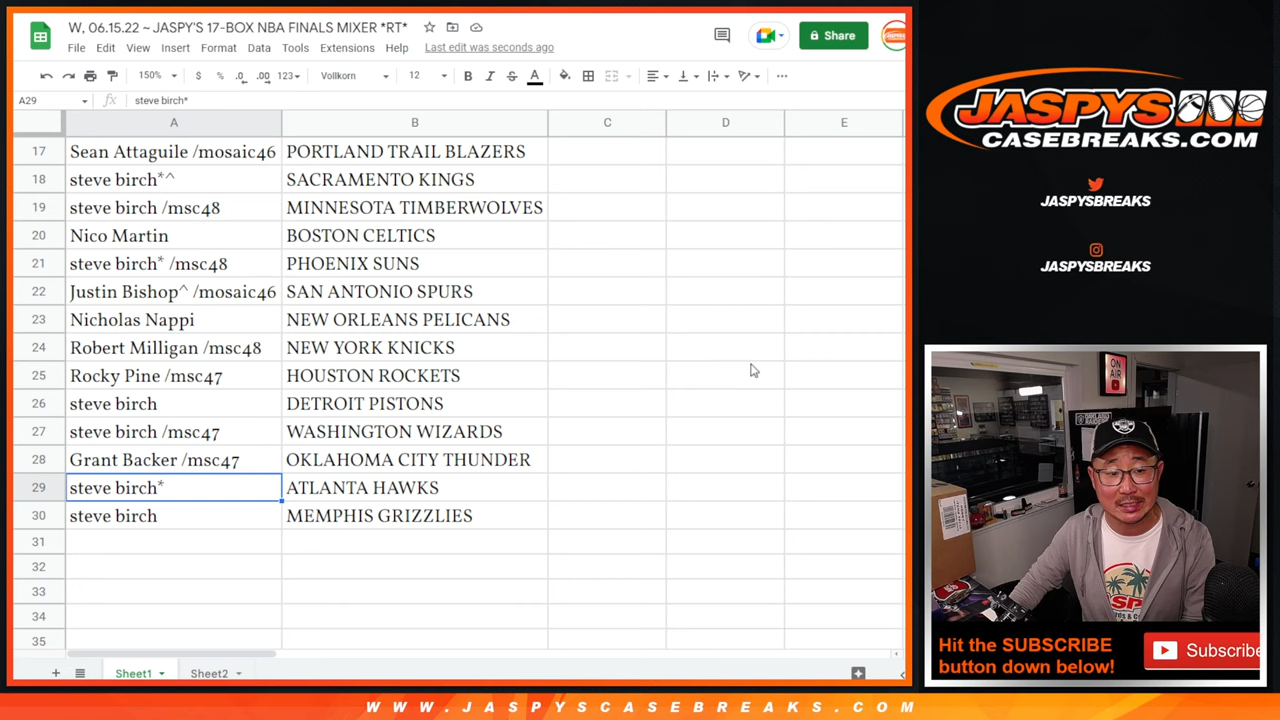 W, 06.15.22 ~ JASPY'S 17-BOX NBA FINALS MIXER *RT*
File Edit View Insert Format Data Tools Extensions Help Last edit was seconds ago
Share
150% $ % .0 .00 123 Vollkorn 12 B I S A
A29 fx steve birch*
A B C D E
17 Sean Attaguile /mosaic46 PORTLAND TRAIL BLAZERS
18 steve birch*^ SACRAMENTO KINGS
19 steve birch /msc48 MINNESOTA TIMBERWOLVES
20 Nico Martin BOSTON CELTICS
21 steve birch* /msc48 PHOENIX SUNS
22 Justin Bishop^ /mosaic46 SAN ANTONIO SPURS
23 Nicholas Nappi NEW ORLEANS PELICANS
24 Robert Milligan /msc48 NEW YORK KNICKS
25 Rocky Pine /msc47 HOUSTON ROCKETS
26 steve birch DETROIT PISTONS
27 steve birch /msc47 WASHINGTON WIZARDS
28 Grant Backer /msc47 OKLAHOMA CITY THUNDER
29 steve birch* ATLANTA HAWKS
30 steve birch MEMPHIS GRIZZLIES
31
32
33
34
35
Sheet1 Sheet2
JASPYS
CASEBREAKS.COM
JASPYSBREAKS
JASPYSBREAKS
ON AIR
Hit the SUBSCRIBE
button down below!
Subscribe
WWW.JASPYSCASEBREAKS.COM